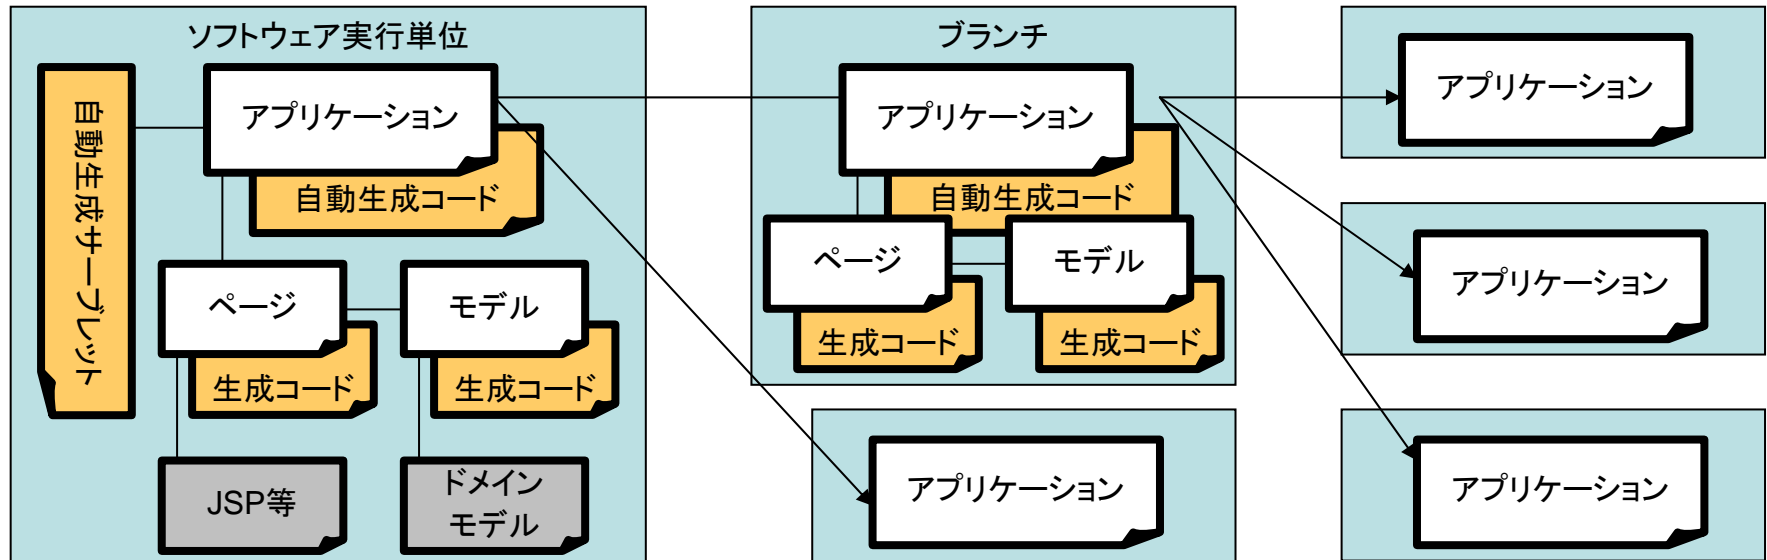 ソフトウェア実行単位
自動生成サーブレット
アプリケーション
自動生成コード
ページ
生成コード
モデル
生成コード
JSP等
ドメイン
モデル
ブランチ
アプリケーション
自動生成コード
ページ
生成コード
モデル
生成コード
アプリケーション
アプリケーション
アプリケーション
アプリケーション